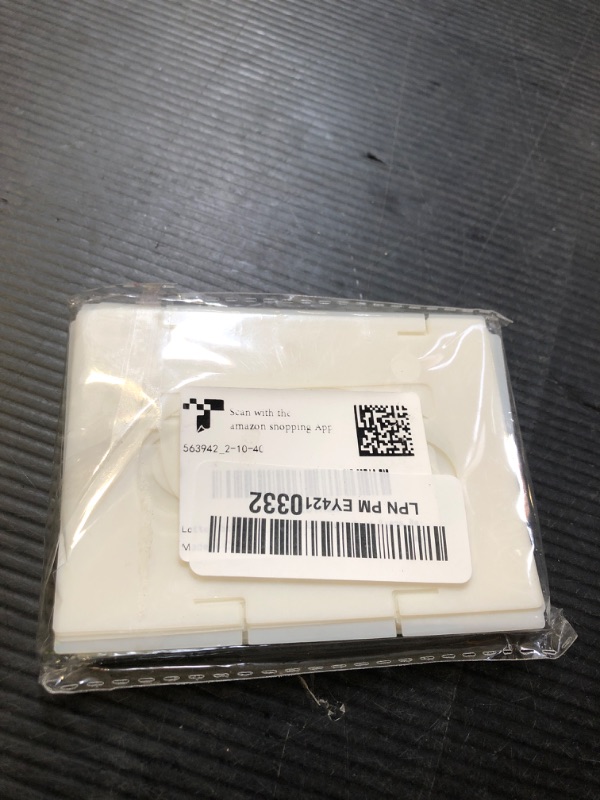 Scan with the
amazon shopping App
563942_2-10-40
LPN PM EY4210332